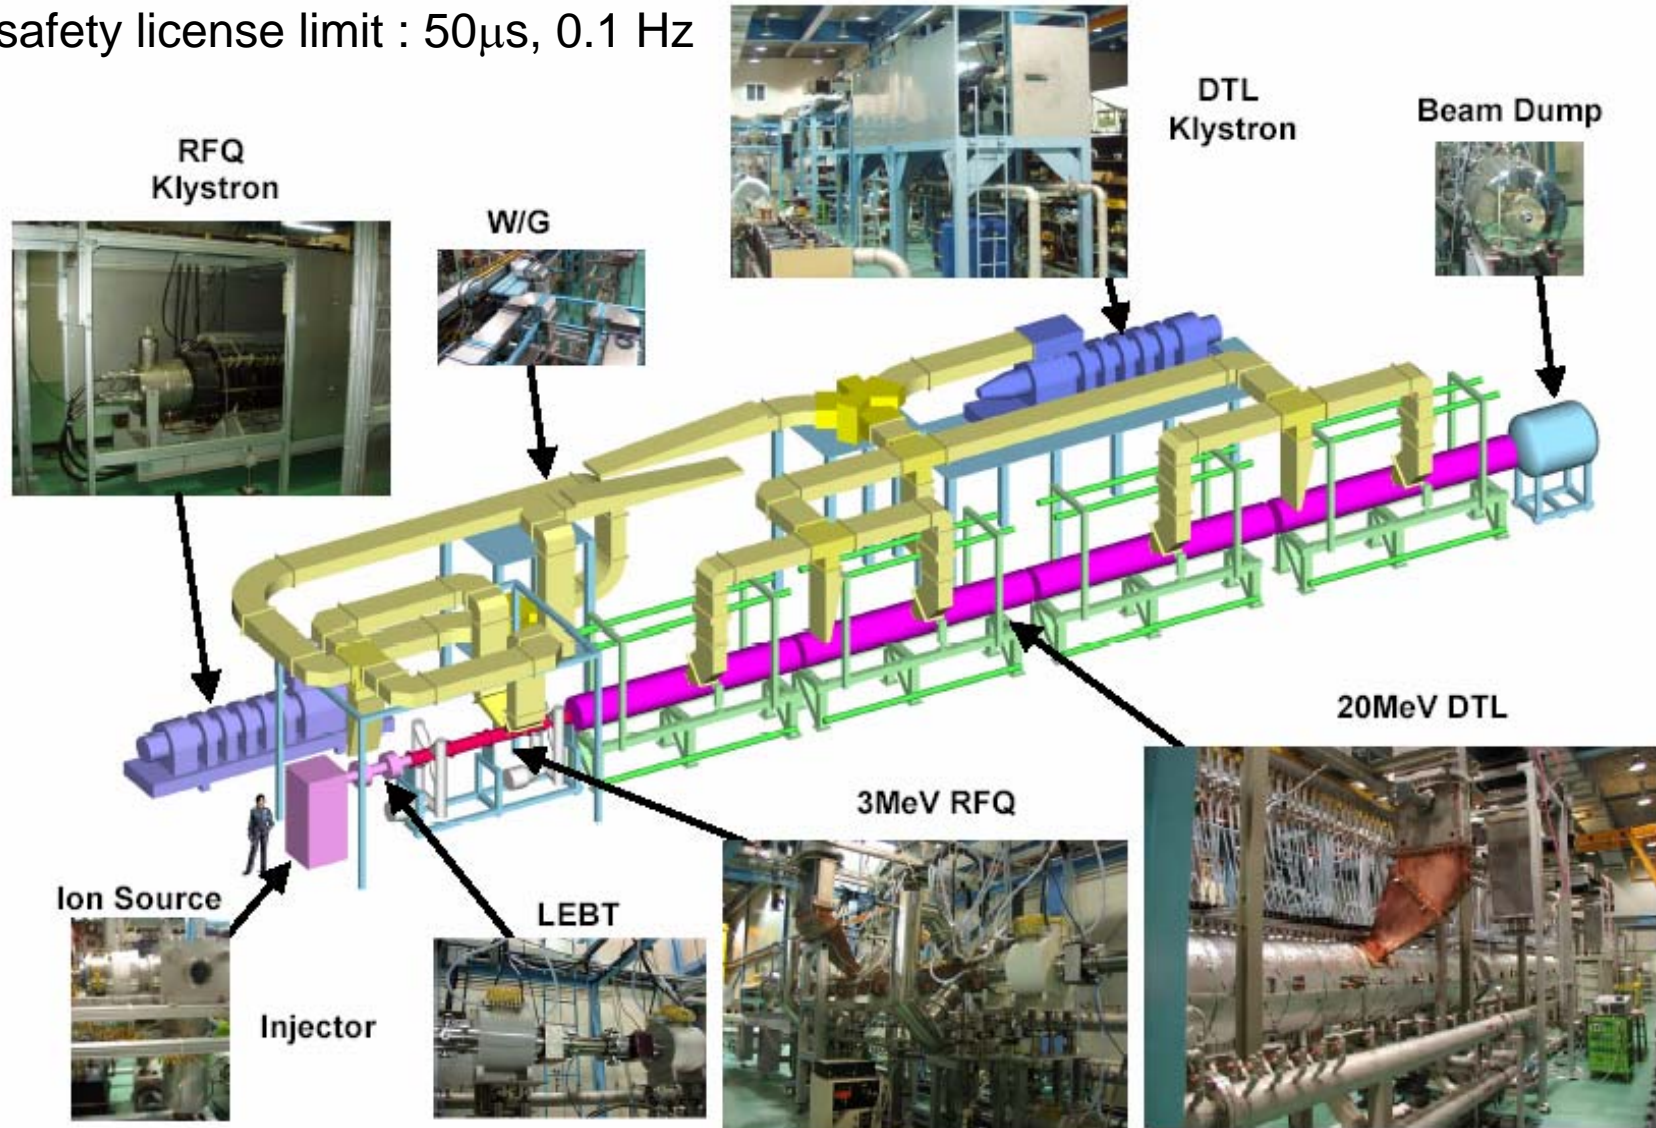 safety license limit : 50μs, 0.1 Hz
RFQ
Klystron
W/G
DTL
Klystron
Beam Dump
20MeV DTL
3MeV RFQ
Ion Source
LEBT
Injector